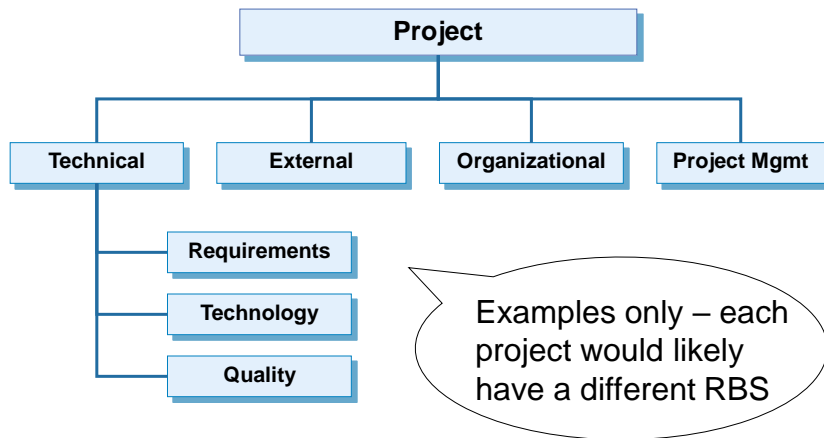 Project
Technical
External
Organizational
Project Mgmt
Requirements
Technology
Quality
Examples only – each
project would likely
have a different RBS